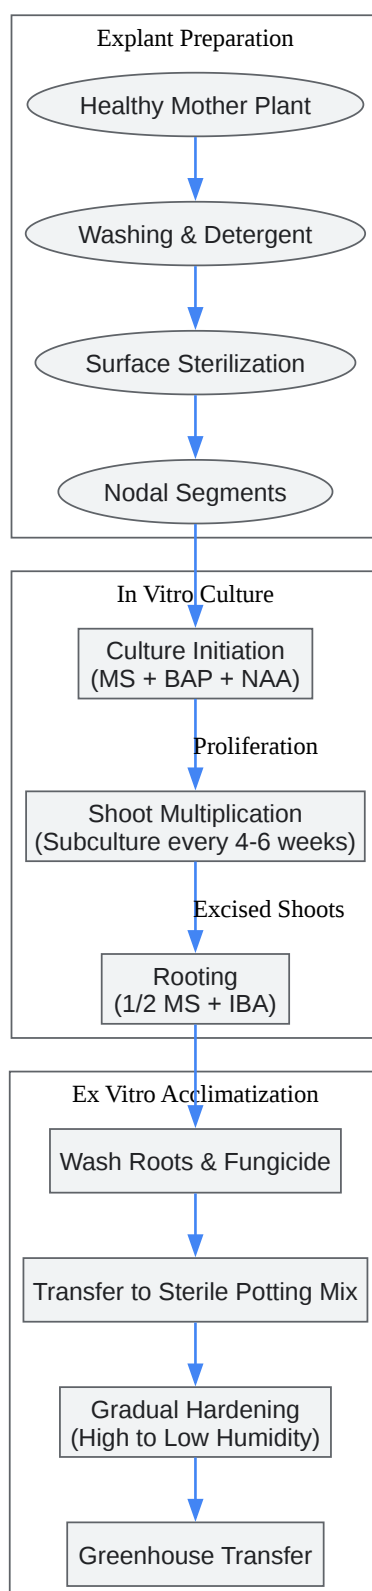 Explant Preparation
Healthy Mother Plant
Washing & Detergent
Surface Sterilization
Nodal Segments
In Vitro Culture
Culture Initiation
(MS + BAP + NAA)
Proliferation
Shoot Multiplication
(Subculture every 4-6 weeks)
Excised Shoots
Rooting
(1/2 MS + IBA)
Ex Vitro Acclimatization
Wash Roots & Fungicide
Transfer to Sterile Potting Mix
Gradual Hardening
(High to Low Humidity)
Greenhouse Transfer